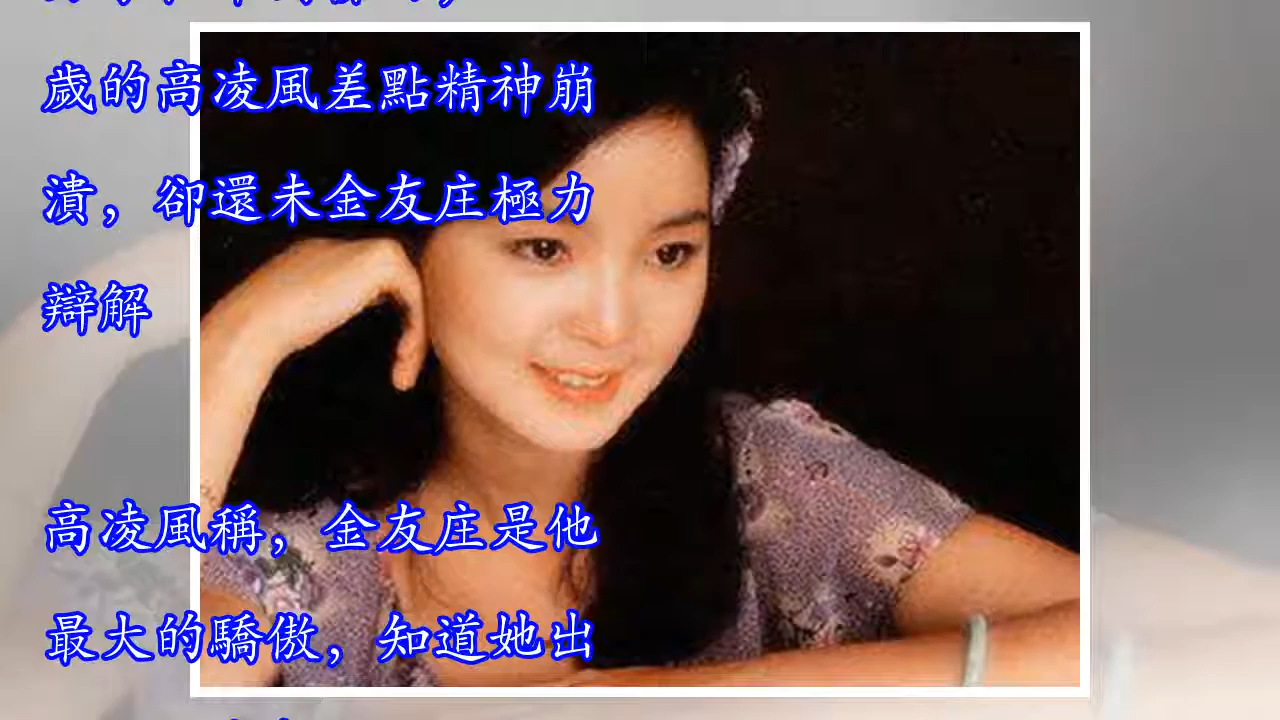 歲的高凌風差點精神崩
潰，卻還未金友庄極力
辯解
高凌風稱，金友庄是他
最大的驕傲，知道她出